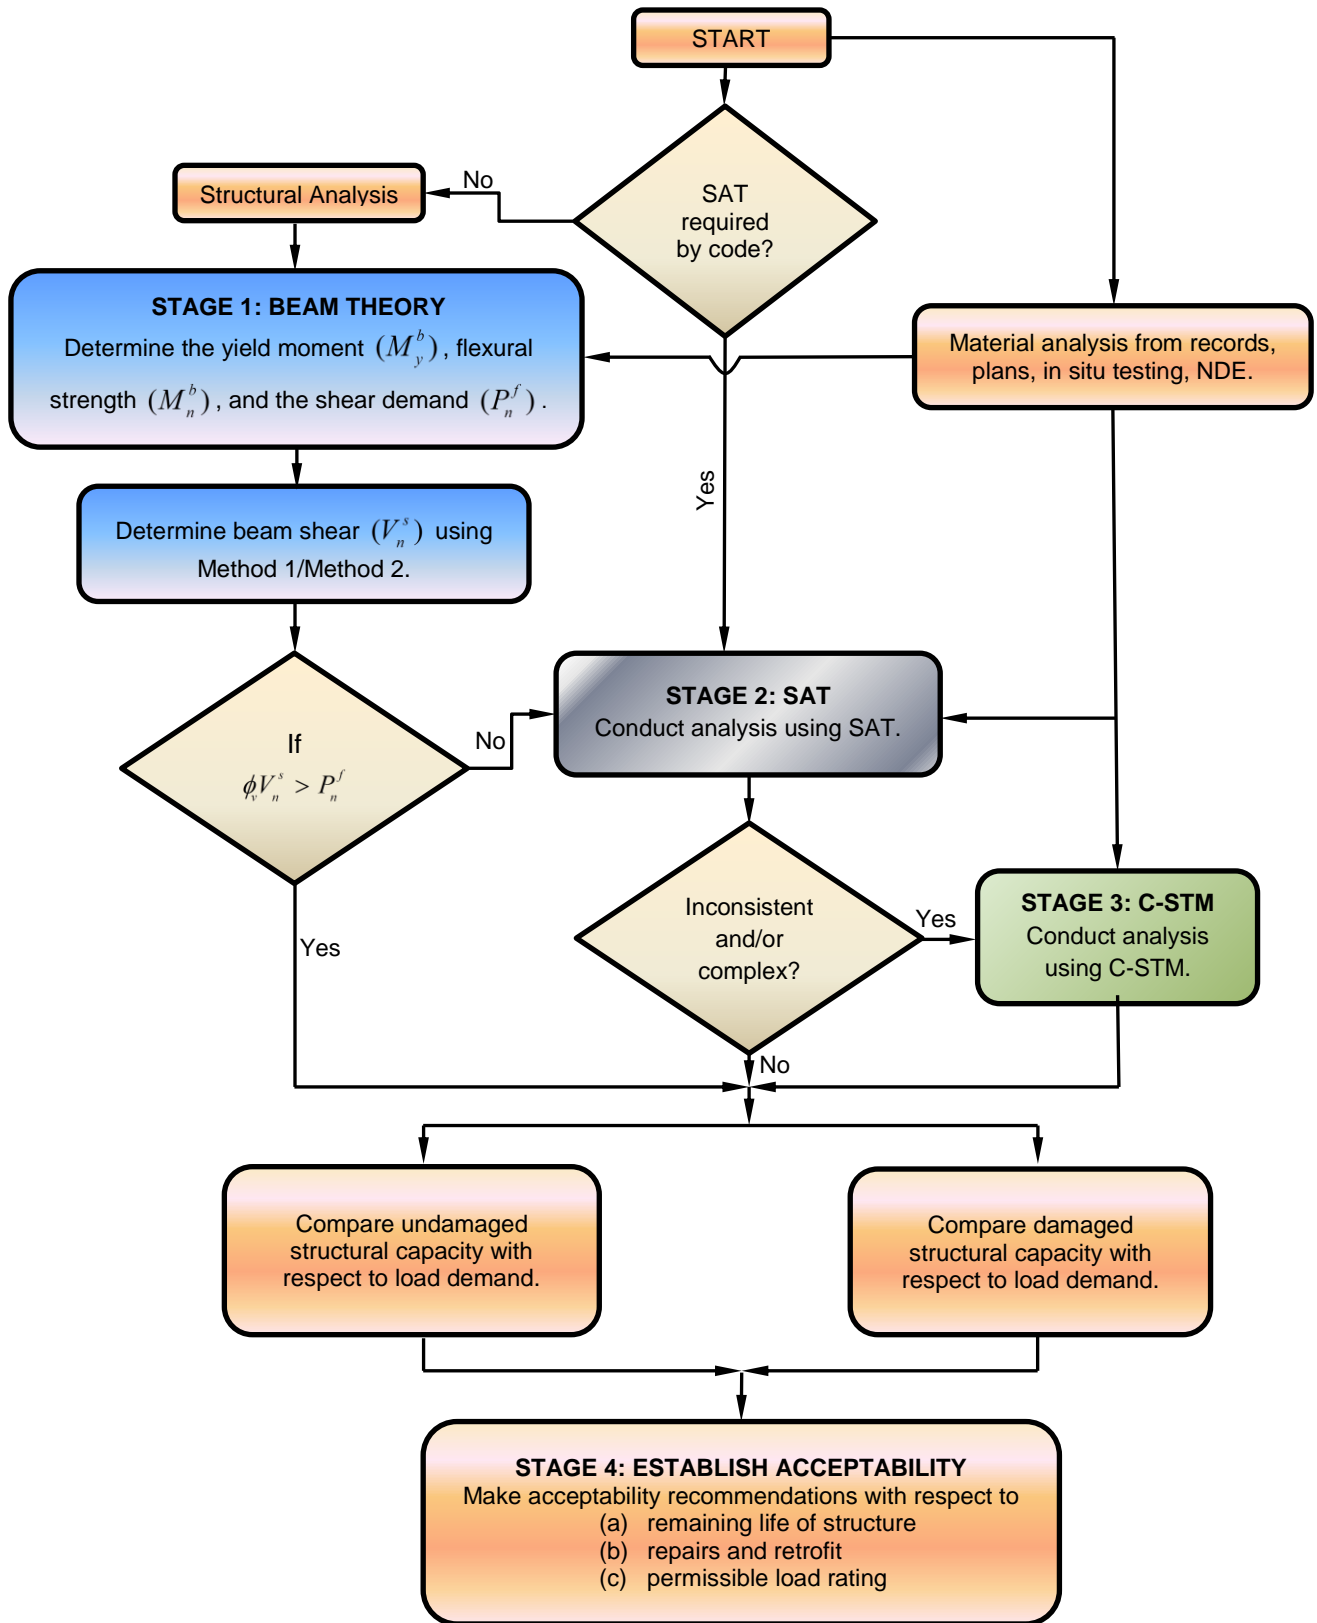 START
SAT
required
by code?
No
Structural Analysis
STAGE 1: BEAM THEORY
Determine the yield moment (M_y^b), flexural
strength (M_n^b), and the shear demand (P_n^f).
Material analysis from records,
plans, in situ testing, NDE.
Yes
Determine beam shear (V_n^s) using
Method 1/Method 2.
If
ϕ_v V_n^s > P_n^f
No
STAGE 2: SAT
Conduct analysis using SAT.
Yes
Inconsistent
and/or
complex?
Yes
STAGE 3: C-STM
Conduct analysis
using C-STM.
No
Compare undamaged
structural capacity with
respect to load demand.
Compare damaged
structural capacity with
respect to load demand.
STAGE 4: ESTABLISH ACCEPTABILITY
Make acceptability recommendations with respect to
(a) remaining life of structure
(b) repairs and retrofit
(c) permissible load rating